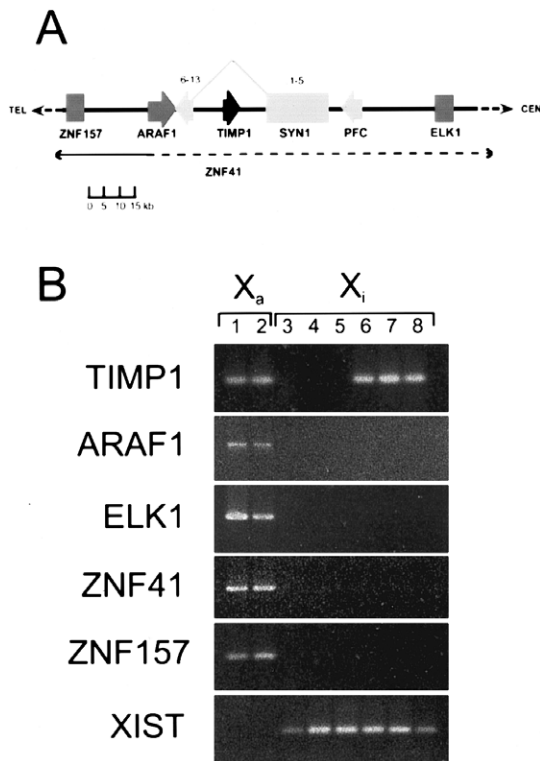 A
6-13 1-5
TEL CEN
ZNF157 ARAF1 TIMP1 SYN1 PFC ELK1
ZNF41
0 5 10 15 kb
B
Xa Xi
1 2 3 4 5 6 7 8
TIMP1
ARAF1
ELK1
ZNF41
ZNF157
XIST